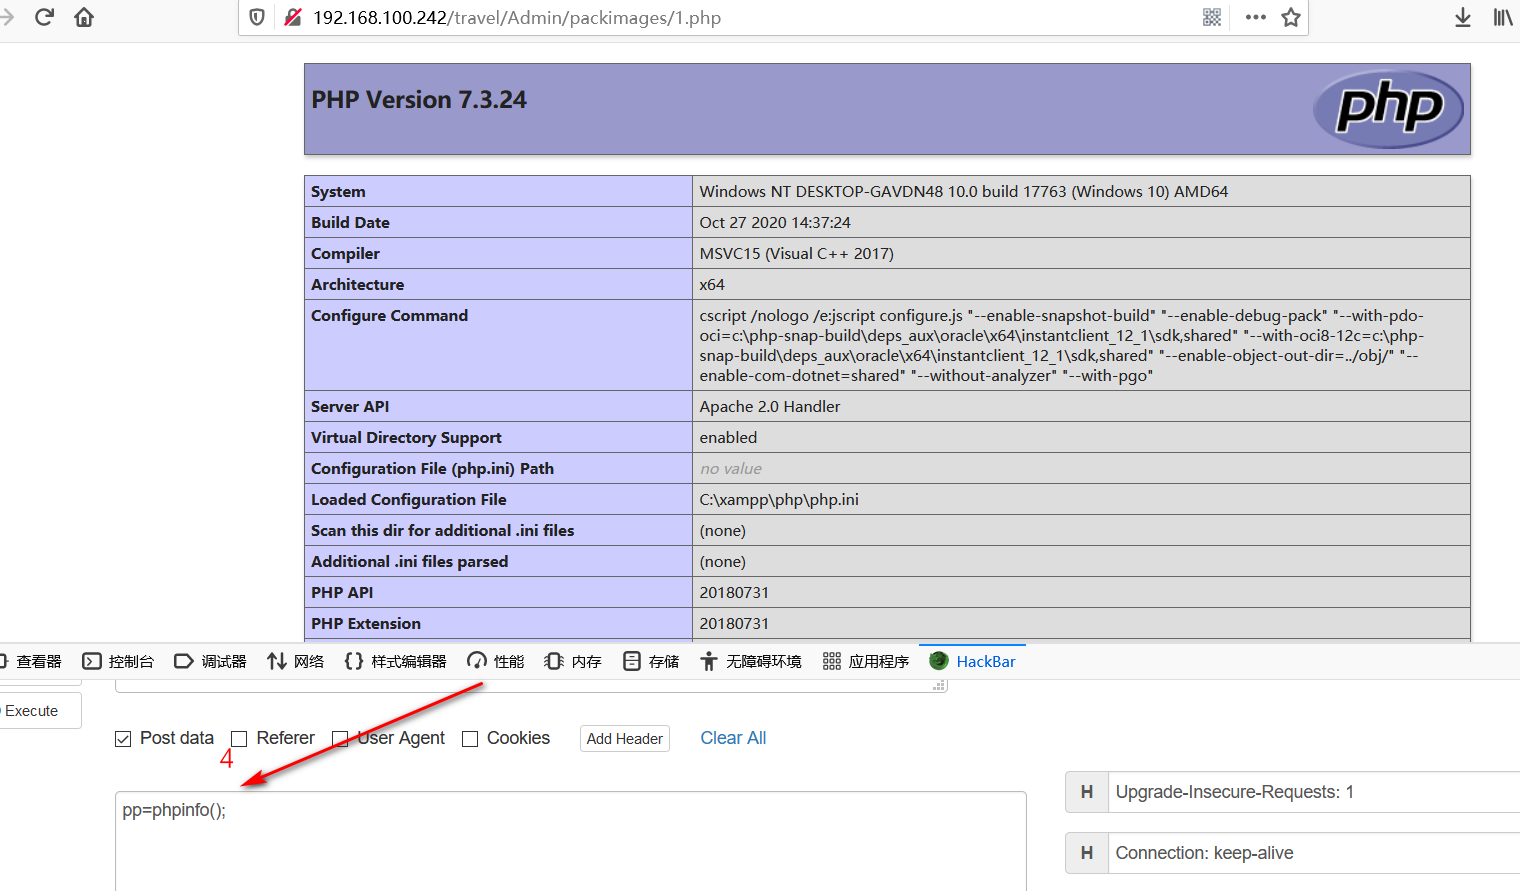 192.168.100.242/travel/Admin/packimages/1.php
PHP Version 7.3.24
php
System Windows NT DESKTOP-GAVDN48 10.0 build 17763 (Windows 10) AMD64
Build Date Oct 27 2020 14:37:24
Compiler MSVC15 (Visual C++ 2017)
Architecture x64
Configure Command cscript /nologo /e:jscript configure.js "--enable-snapshot-build" "--enable-debug-pack" "--with-pdo-
oci=c:\php-snap-build\deps_aux\oracle\x64\instantclient_12_1\sdk,shared" "--with-oci8-12c=c:\php-
snap-build\deps_aux\oracle\x64\instantclient_12_1\sdk,shared" "--enable-object-out-dir=../obj/" "--
enable-com-dotnet=shared" "--without-analyzer" "--with-pgo"
Server API Apache 2.0 Handler
Virtual Directory Support enabled
Configuration File (php.ini) Path no value
Loaded Configuration File C:\xampp\php\php.ini
Scan this dir for additional .ini files (none)
Additional .ini files parsed (none)
PHP API 20180731
PHP Extension 20180731
查看器 控制台 调试器 网络 样式编辑器 性能 内存 存储 无障碍环境 应用程序 HackBar
Execute
Post data Referer User Agent Cookies Add Header Clear All
4
pp=phpinfo();
H Upgrade-Insecure-Requests: 1
H Connection: keep-alive